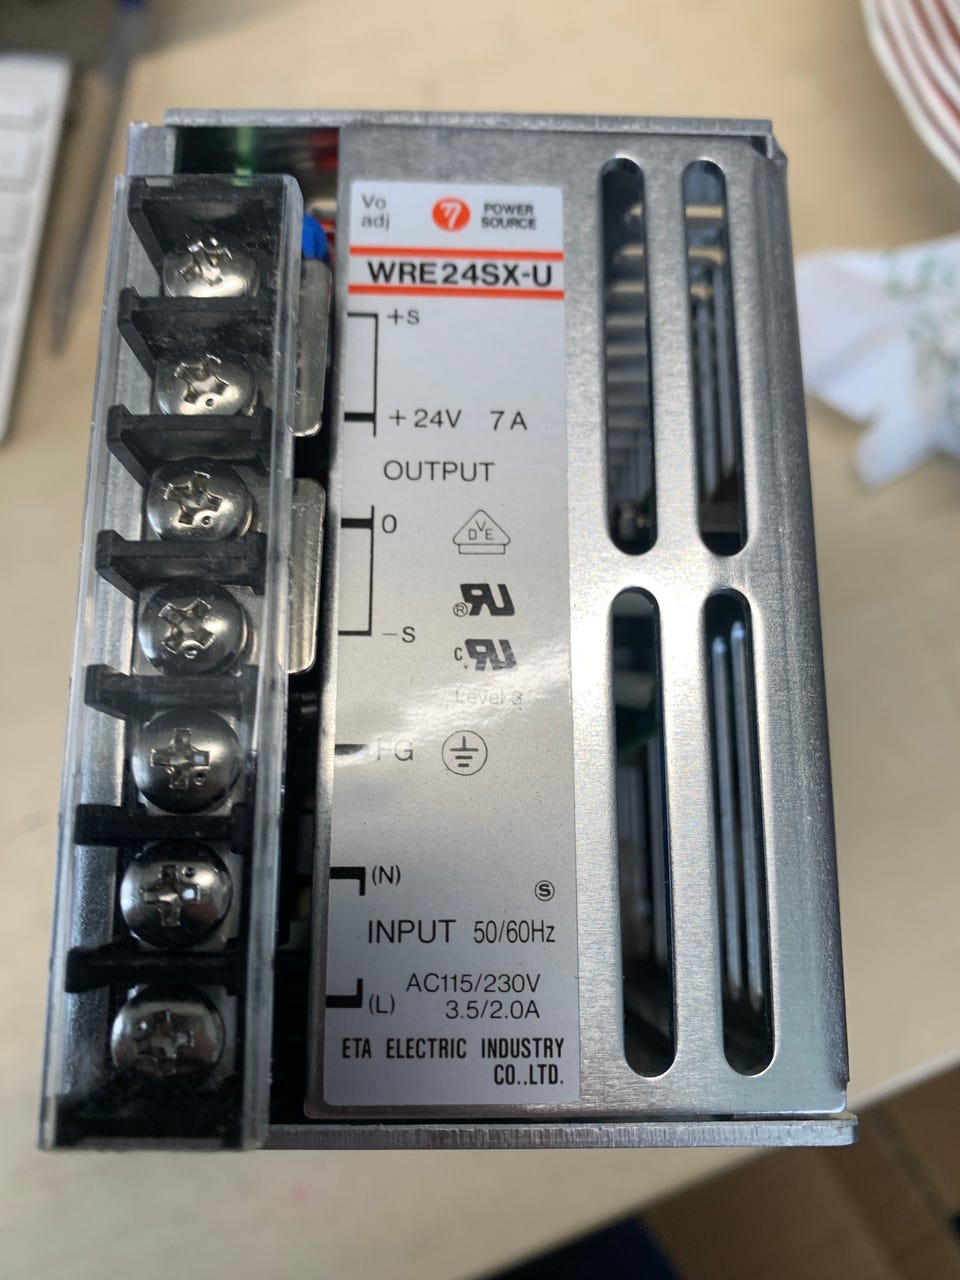 Vo
adj
POWER
SOURCE
WRE24SX-U
+S
+24V 7A
OUTPUT
0
VDE
-S
®
c
Level 3
FG
(N)
S
INPUT 50/60Hz
AC115/230V
(L) 3.5/2.0A
ETA ELECTRIC INDUSTRY
CO.,LTD.